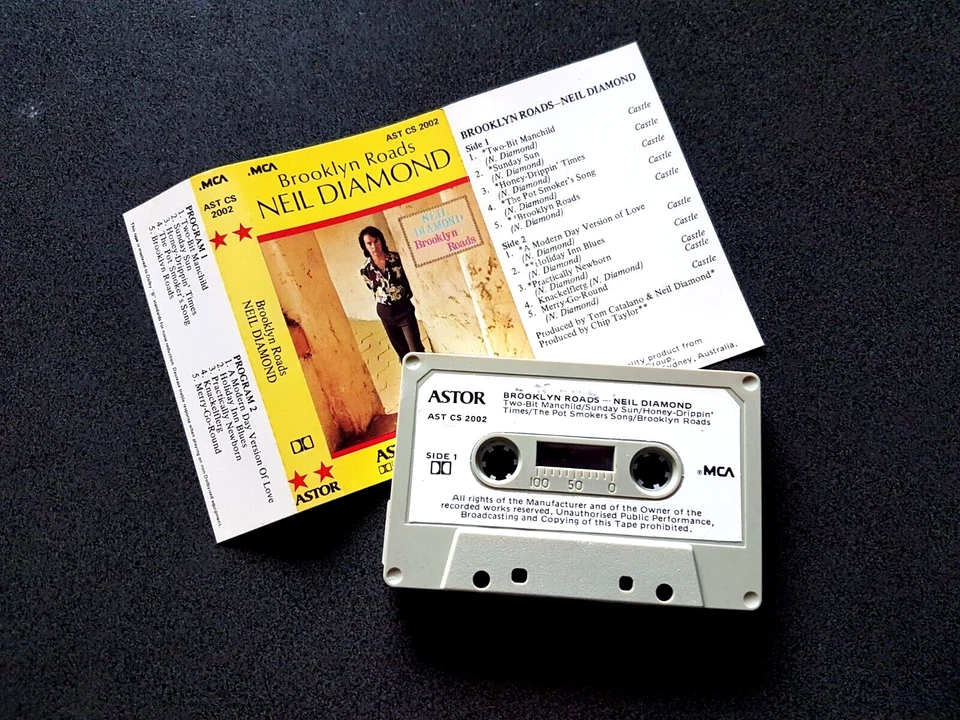 PROGRAM 1
1. Two-Bit Manchild
2. Sunday Sun
3. Honey-Drippin' Times
4. The Pot Smoker's Song
5. Brooklyn Roads
PROGRAM 2
1. A Modern Day Version Of Love
2. Holiday Inn Blues
3. Practically Newborn
4. Knackelflerg
5. Merry-Go-Round
MCA
AST CS
2002
Brooklyn Roads
NEIL DIAMOND
ASTOR
MCA
AST CS 2002
Brooklyn Roads
NEIL DIAMOND
NEIL
DIAMOND
Brooklyn
Roads
BROOKLYN ROADS—NEIL DIAMOND
Side 1
1. *Two-Bit Manchild Castle
(N. Diamond)
2. *Sunday Sun Castle
(N. Diamond)
3. *Honey-Drippin' Times Castle
(N. Diamond)
4. *The Pot Smoker's Song Castle
(N. Diamond)
5. *Brooklyn Roads Castle
(N. Diamond)
Side 2
1. *A Modern Day Version of Love Castle
(N. Diamond)
2. **Holiday Inn Blues Castle
(N. Diamond)
3. *Practically Newborn Castle
(N. Diamond)
4. Knackelflerg (N. Diamond) Castle
5. Merry-Go-Round Castle
(N. Diamond)
Produced by Tom Catalano & Neil Diamond*
Produced by Chip Taylor**
product from
Group,
Australia.
ASTOR
BROOKLYN ROADS — NEIL DIAMOND
Two-Bit Manchild/Sunday Sun/Honey-Drippin'
Times/The Pot Smokers Song/Brooklyn Roads
AST CS 2002
SIDE 1
100 50 0
MCA
All rights of the Manufacturer and of the Owner of the
recorded works reserved. Unauthorised Public Performance,
Broadcasting and Copying of this Tape prohibited.